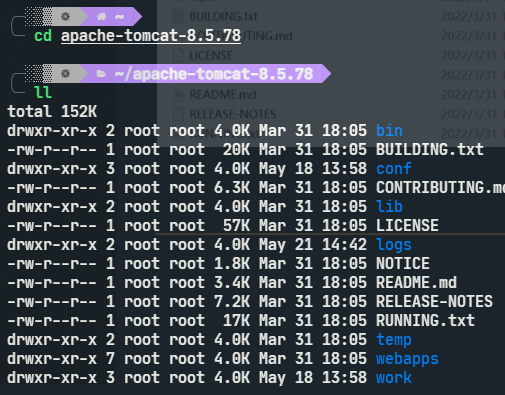 ~
cd apache-tomcat-8.5.78
~/apache-tomcat-8.5.78
ll
total 152K
drwxr-xr-x 2 root root 4.0K Mar 31 18:05 bin
-rw-r--r-- 1 root root  20K Mar 31 18:05 BUILDING.txt
drwxr-xr-x 3 root root 4.0K May 18 13:58 conf
-rw-r--r-- 1 root root 6.3K Mar 31 18:05 CONTRIBUTING.m
drwxr-xr-x 2 root root 4.0K Mar 31 18:05 lib
-rw-r--r-- 1 root root  57K Mar 31 18:05 LICENSE
drwxr-xr-x 2 root root 4.0K May 21 14:42 logs
-rw-r--r-- 1 root root 1.8K Mar 31 18:05 NOTICE
-rw-r--r-- 1 root root 3.4K Mar 31 18:05 README.md
-rw-r--r-- 1 root root 7.2K Mar 31 18:05 RELEASE-NOTES
-rw-r--r-- 1 root root  17K Mar 31 18:05 RUNNING.txt
drwxr-xr-x 2 root root 4.0K Mar 31 18:05 temp
drwxr-xr-x 7 root root 4.0K Mar 31 18:05 webapps
drwxr-xr-x 3 root root 4.0K May 18 13:58 work
BUILDING.txt 2022/3/31 1
LICENSE 2022/3/31 1
README.md 2022/3/31 1
RELEASE-NOTES 2022/3/31 1